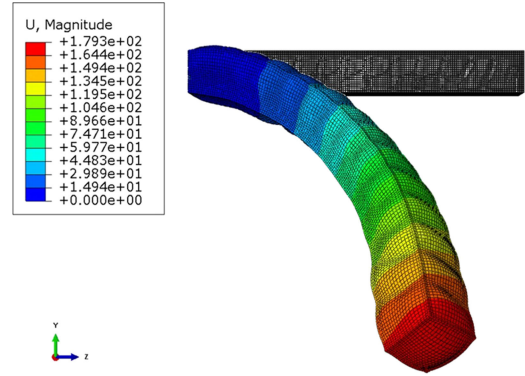 U, Magnitude
+1.793e+02
+1.644e+02
+1.494e+02
+1.345e+02
+1.195e+02
+1.046e+02
+8.966e+01
+7.471e+01
+5.977e+01
+4.483e+01
+2.989e+01
+1.494e+01
+0.000e+00
Y
Z